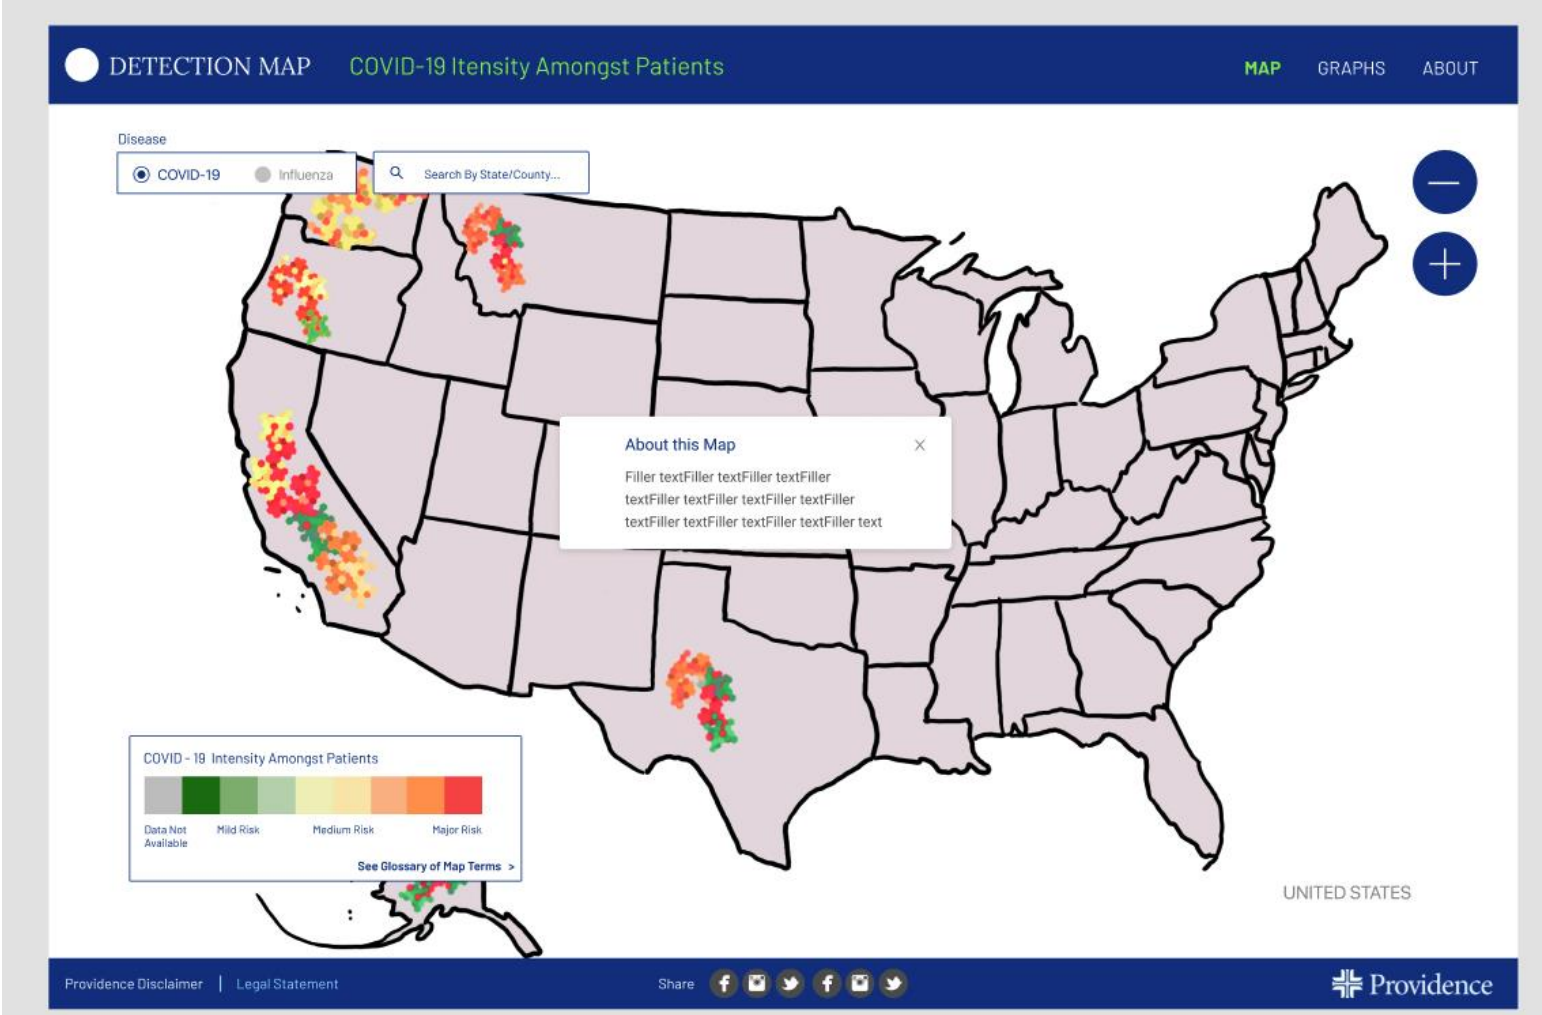 DETECTION MAP
COVID-19 Itensity Amongst Patients
MAP
GRAPHS
ABOUT
Disease
COVID-19
Influenza
Search By State/County...
About this Map
Filler textFiller textFiller textFiller
textFiller textFiller textFiller textFiller
textFiller textFiller textFiller textFiller text
COVID - 19 Intensity Amongst Patients
Data Not
Available
Mild Risk
Medium Risk
Major Risk
See Glossary of Map Terms >
UNITED STATES
Providence Disclaimer | Legal Statement
Share
Providence